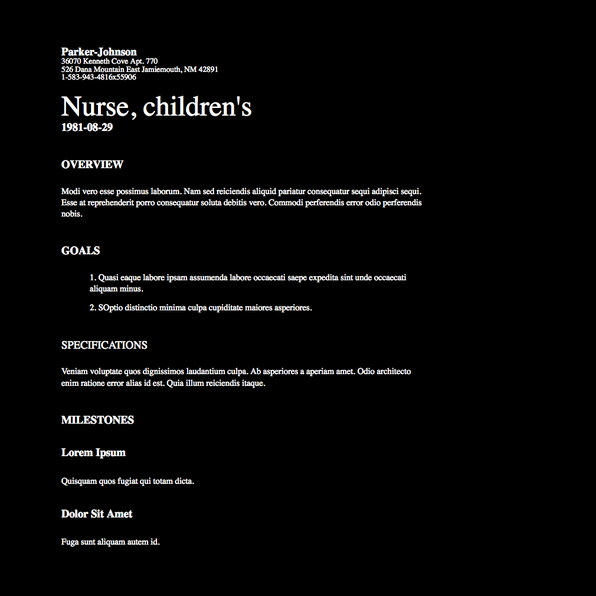 Parker-Johnson
36070 Kenneth Cove Apt. 770
526 Dana Mountain East Jamiemouth, NM 42891
1-583-943-4816x55906
Nurse, children's
1981-08-29
OVERVIEW
Modi vero esse possimus laborum. Nam sed reiciendis aliquid pariatur consequatur sequi adipisci sequi.
Esse at reprehenderit porro consequatur soluta debitis vero. Commodi perferendis error odio perferendis
nobis.
GOALS
1. Quasi eaque labore ipsam assumenda labore occaecati saepe expedita sint unde occaecati
aliquam minus.
2. SOptio distinctio minima culpa cupiditate maiores asperiores.
SPECIFICATIONS
Veniam voluptate quos dignissimos laudantium culpa. Ab asperiores a aperiam amet. Odio architecto
enim ratione error alias id est. Quia illum reiciendis itaque.
MILESTONES
Lorem Ipsum
Quisquam quos fugiat qui totam dicta.
Dolor Sit Amet
Fuga sunt aliquam autem id.